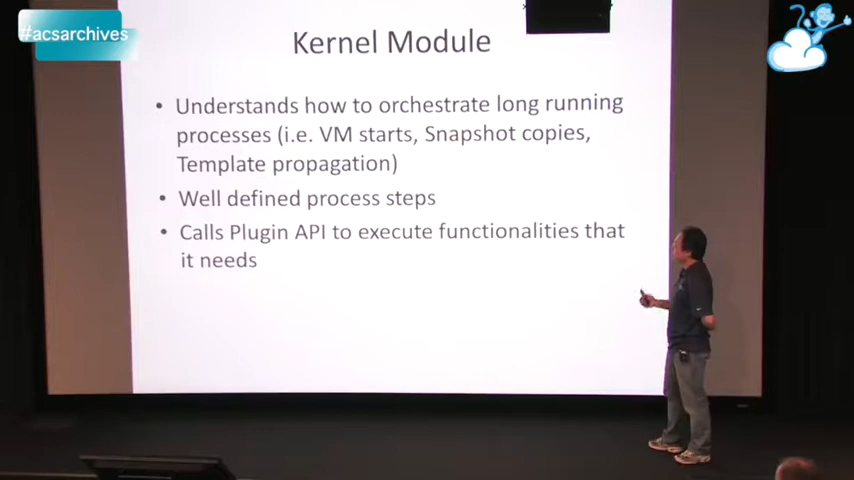 #acsarchives
Kernel Module
• Understands how to orchestrate long running
processes (i.e. VM starts, Snapshot copies,
Template propagation)
• Well defined process steps
• Calls Plugin API to execute functionalities that
it needs